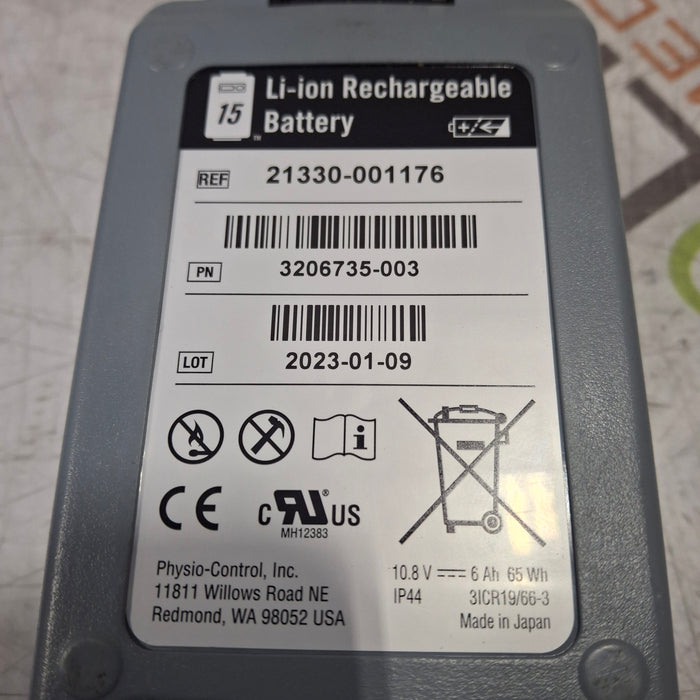 15
™
Li-ion Rechargeable
Battery
REF 21330-001176
PN 3206735-003
LOT 2023-01-09
i
CE
c RU® US
MH12383
Physio-Control, Inc.
11811 Willows Road NE
Redmond, WA 98052 USA
10.8 V ⎓ 6 Ah 65 Wh
IP44 3ICR19/66-3
Made in Japan